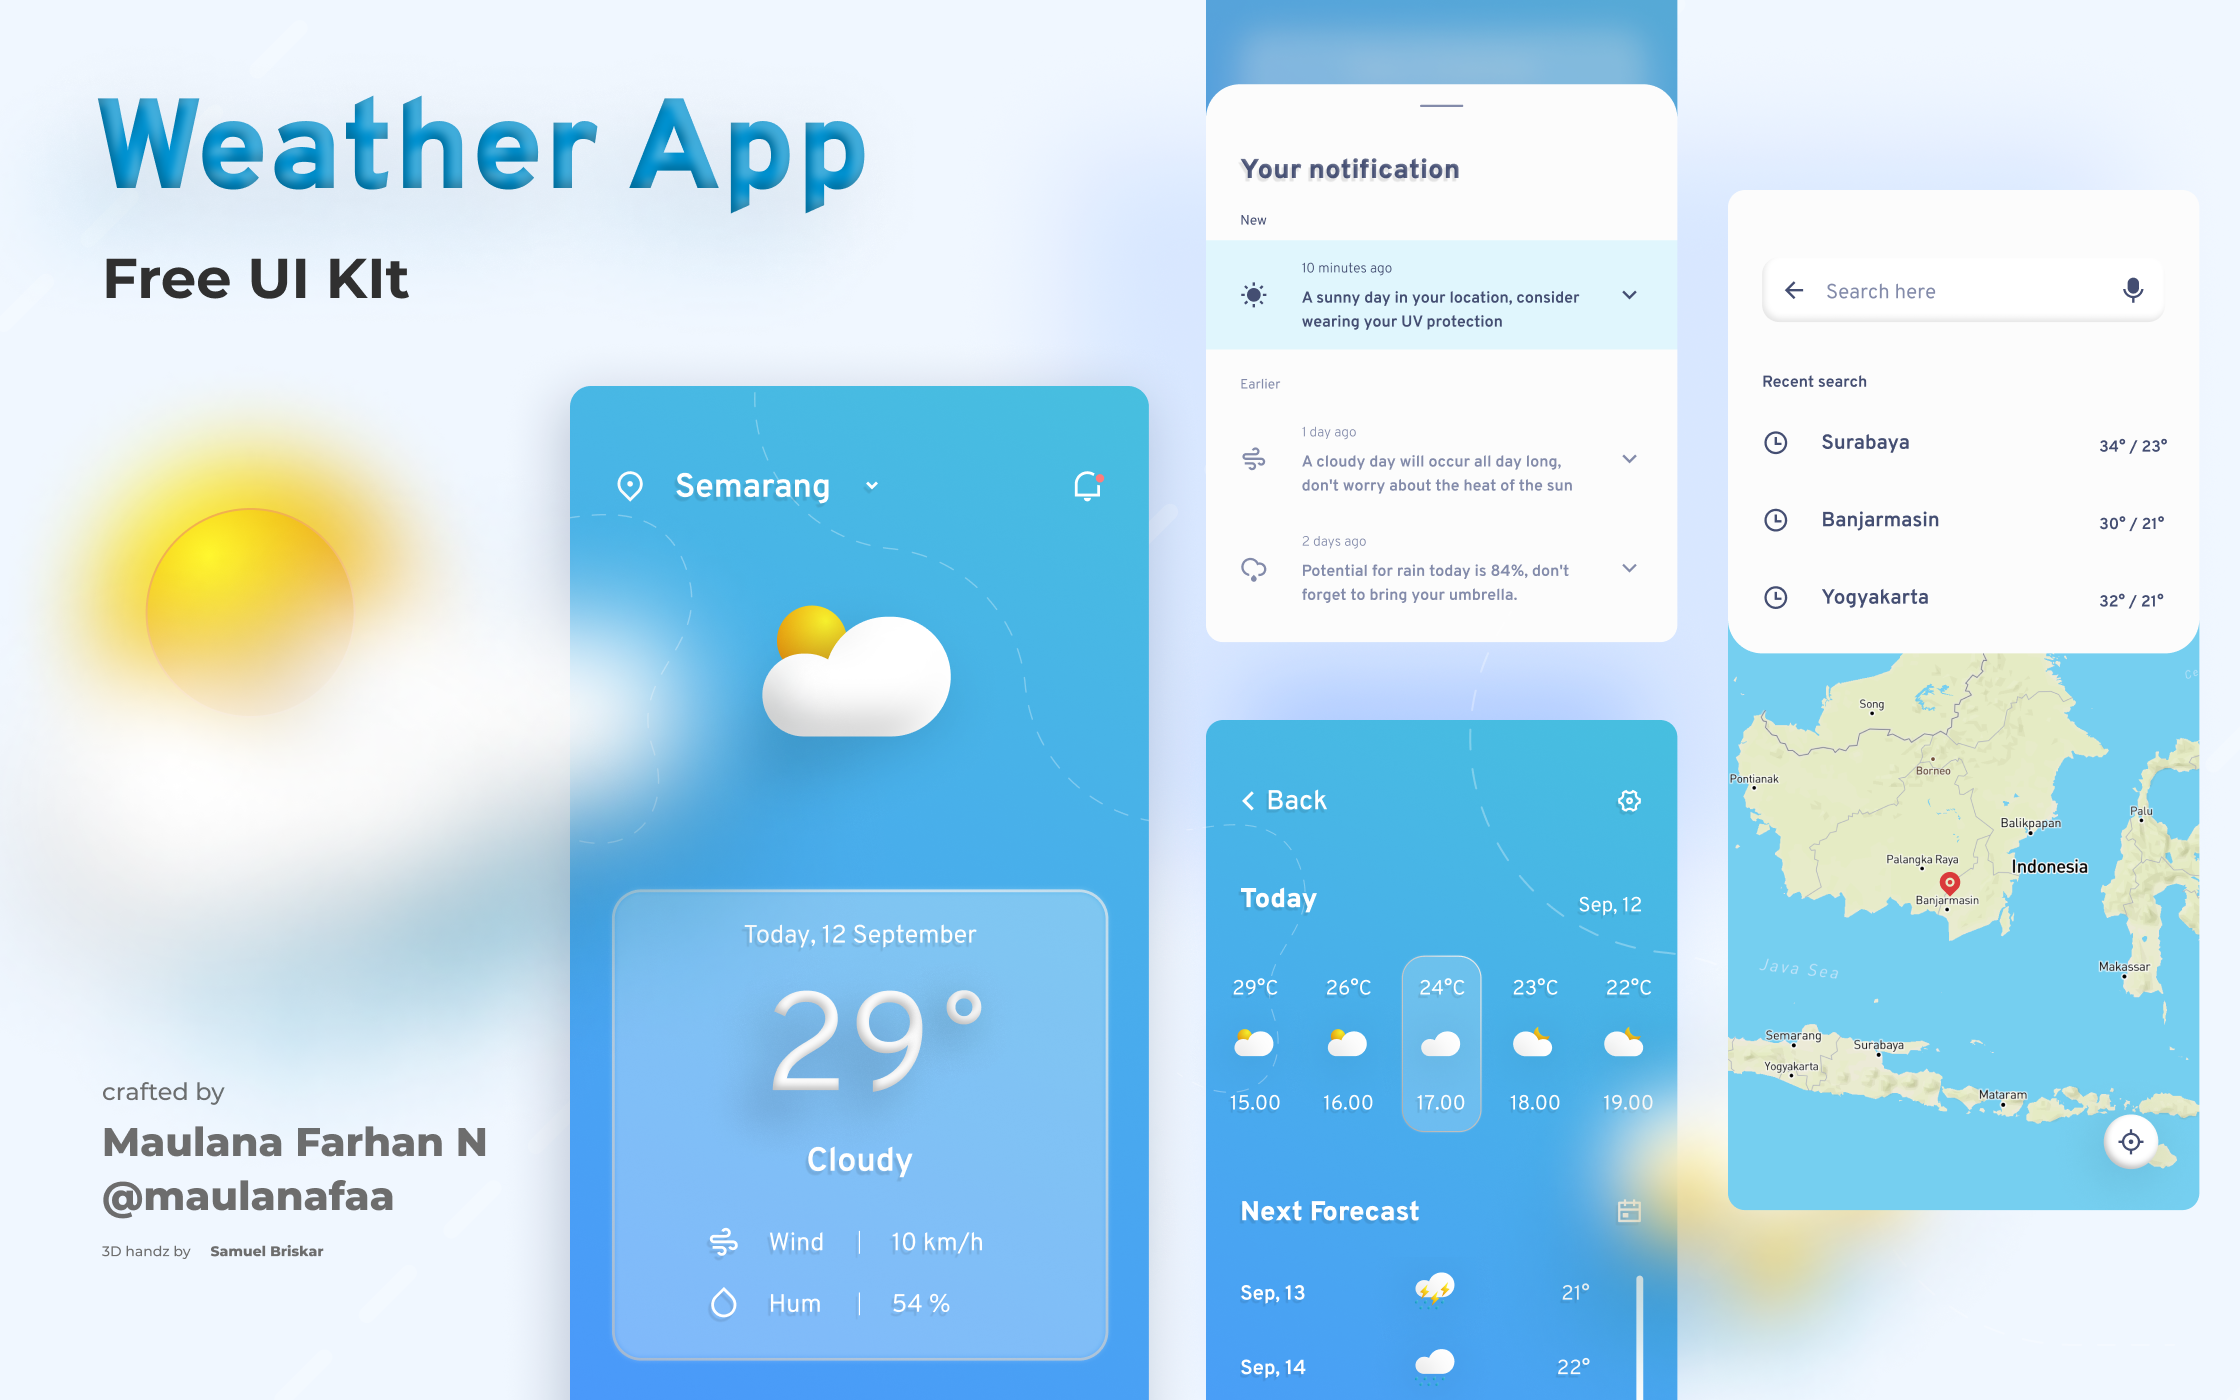 Weather App
Free UI KIt
crafted by
Maulana Farhan N
@maulanafaa
3D handz by Samuel Briskar
Semarang
Today, 12 September
29°
Cloudy
Wind | 10 km/h
Hum | 54 %
Your notification
New
10 minutes ago
A sunny day in your location, consider
wearing your UV protection
Earlier
1 day ago
A cloudy day will occur all day long,
don't worry about the heat of the sun
2 days ago
Potential for rain today is 84%, don't
forget to bring your umbrella.
Back
Today
Sep, 12
29°C 26°C 24°C 23°C 22°C
15.00 16.00 17.00 18.00 19.00
Next Forecast
Sep, 13 21°
Sep, 14 22°
Search here
Recent search
Surabaya 34° / 23°
Banjarmasin 30° / 21°
Yogyakarta 32° / 21°
Song
Borneo
Pontianak
Palu
Balikpapan
Palangka Raya
Indonesia
Banjarmasin
Java Sea
Makassar
Semarang
Surabaya
Yogyakarta
Mataram